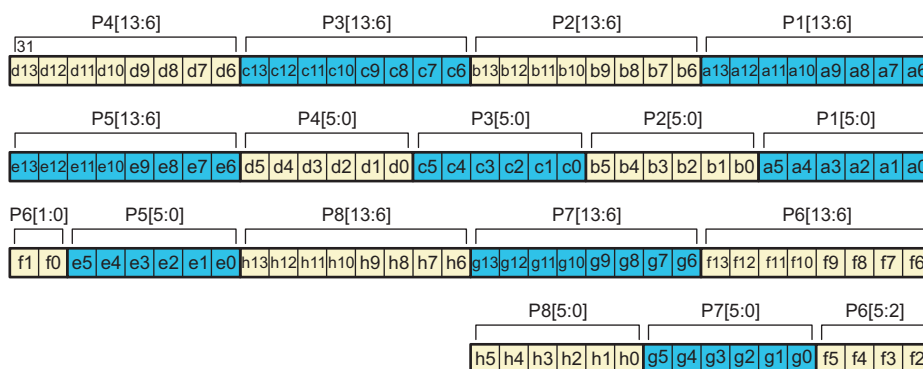 P4[13:6] P3[13:6] P2[13:6] P1[13:6]
31
d13 d12 d11 d10 d9 d8 d7 d6 c13 c12 c11 c10 c9 c8 c7 c6 b13 b12 b11 b10 b9 b8 b7 b6 a13 a12 a11 a10 a9 a8 a7 a6
P5[13:6] P4[5:0] P3[5:0] P2[5:0] P1[5:0]
e13 e12 e11 e10 e9 e8 e7 e6 d5 d4 d3 d2 d1 d0 c5 c4 c3 c2 c1 c0 b5 b4 b3 b2 b1 b0 a5 a4 a3 a2 a1 a0
P6[1:0] P5[5:0] P8[13:6] P7[13:6] P6[13:6]
f1 f0 e5 e4 e3 e2 e1 e0 h13 h12 h11 h10 h9 h8 h7 h6 g13 g12 g11 g10 g9 g8 g7 g6 f13 f12 f11 f10 f9 f8 f7 f6
P8[5:0] P7[5:0] P6[5:2]
h5 h4 h3 h2 h1 h0 g5 g4 g3 g2 g1 g0 f5 f4 f3 f2